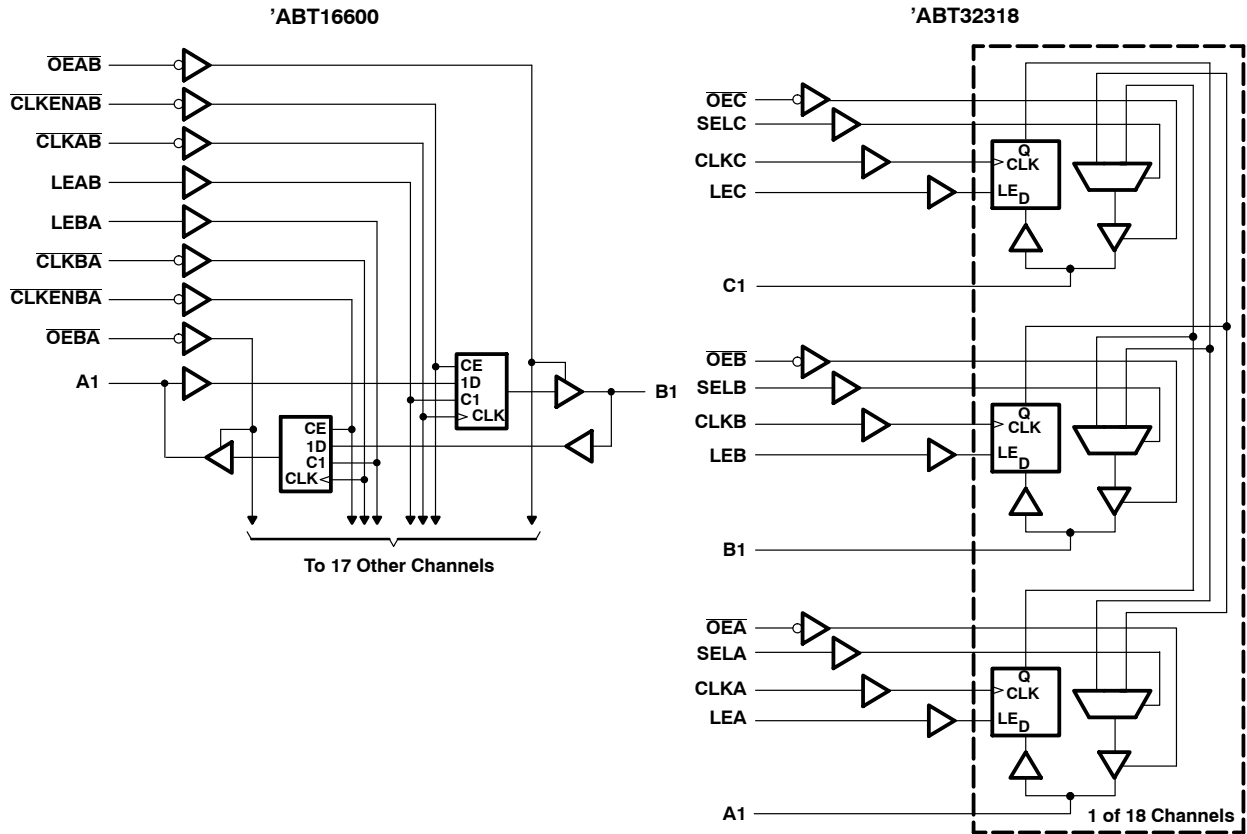 ’ABT16600
OEAB
CLKENAB
CLKAB
LEAB
LEBA
CLKBA
CLKENBA
OEBA
A1
CE
1D
C1
CLK
B1
CE
1D
C1
CLK
To 17 Other Channels
’ABT32318
OEC
SELC
CLKC
LEC
Q
CLK
LE
D
C1
OEB
SELB
CLKB
LEB
Q
CLK
LE
D
B1
OEA
SELA
CLKA
LEA
Q
CLK
LE
D
A1
1 of 18 Channels